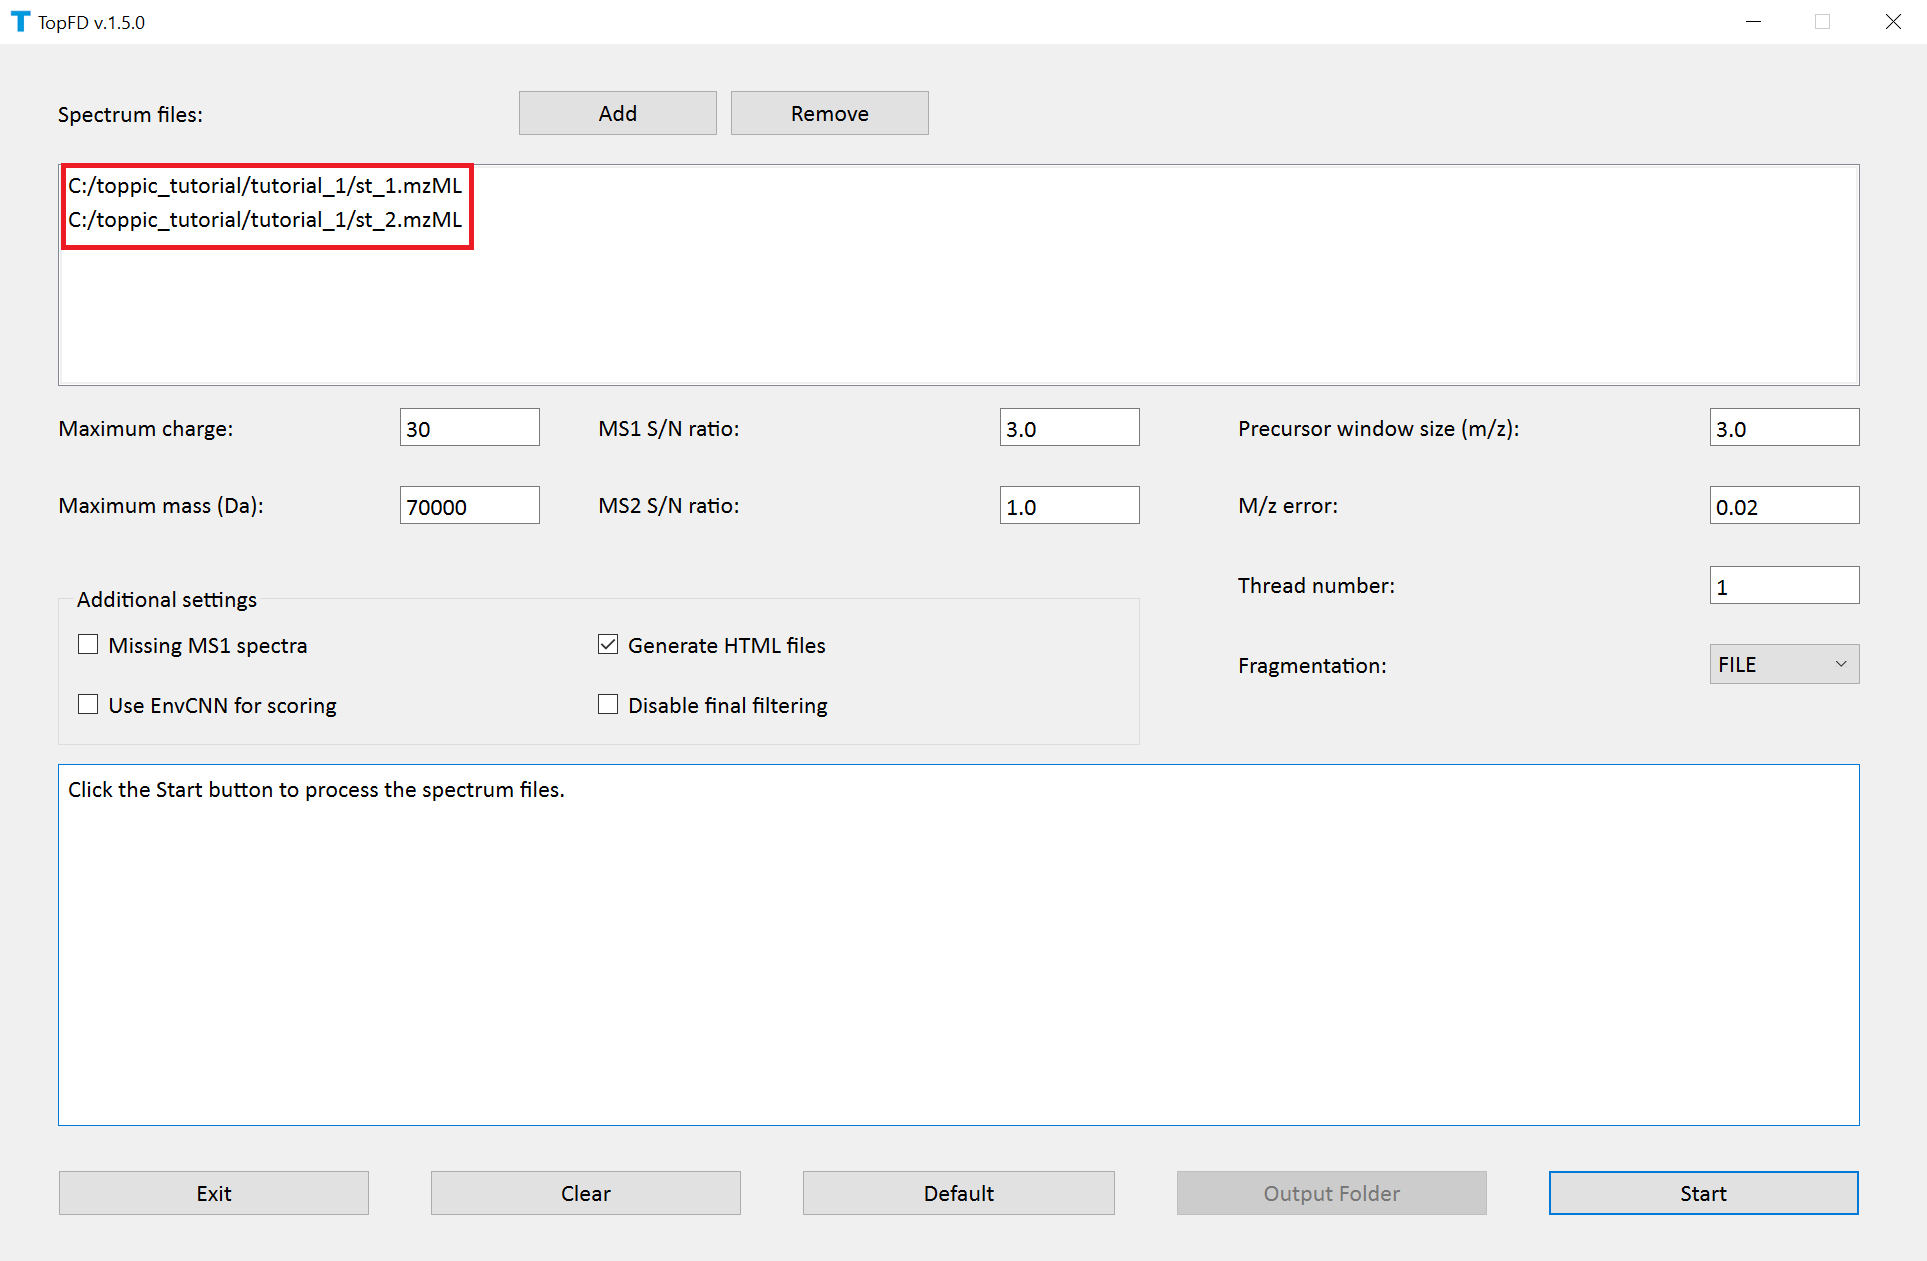 TopFD v.1.5.0
Spectrum files:
Add
Remove
C:/toppic_tutorial/tutorial_1/st_1.mzML
C:/toppic_tutorial/tutorial_1/st_2.mzML
Maximum charge:
30
MS1 S/N ratio:
3.0
Precursor window size (m/z):
3.0
Maximum mass (Da):
70000
MS2 S/N ratio:
1.0
M/z error:
0.02
Thread number:
1
Additional settings
Missing MS1 spectra
Generate HTML files
Fragmentation:
FILE
Use EnvCNN for scoring
Disable final filtering
Click the Start button to process the spectrum files.
Exit
Clear
Default
Output Folder
Start